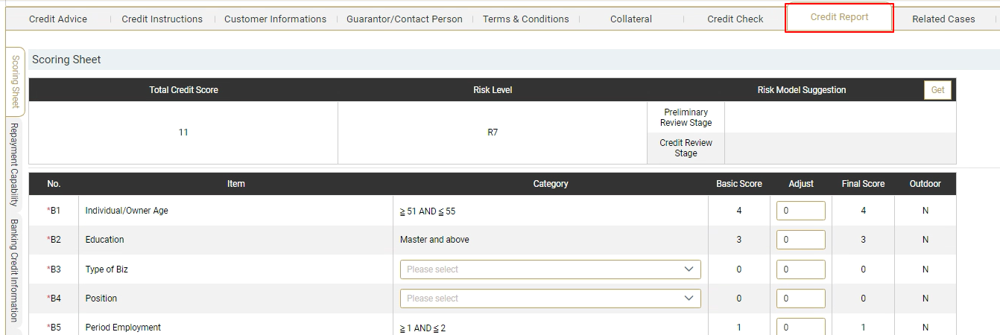 Credit Advice Credit Instructions Customer Informations Guarantor/Contact Person Terms & Conditions Collateral Credit Check Credit Report Related Cases
Scoring Sheet
Repayment Capability
Banking Credit Information
Scoring Sheet
Total Credit Score Risk Level Risk Model Suggestion Get
11 R7 Preliminary
Review Stage
Credit Review
Stage
No. Item Category Basic Score Adjust Final Score Outdoor
*B1 Individual/Owner Age ≧ 51 AND ≦ 55 4 0 4 N
*B2 Education Master and above 3 0 3 N
*B3 Type of Biz Please select 0 0 0 N
*B4 Position Please select 0 0 0 N
*B5 Period Employment ≧ 1 AND ≦ 2 1 0 1 N